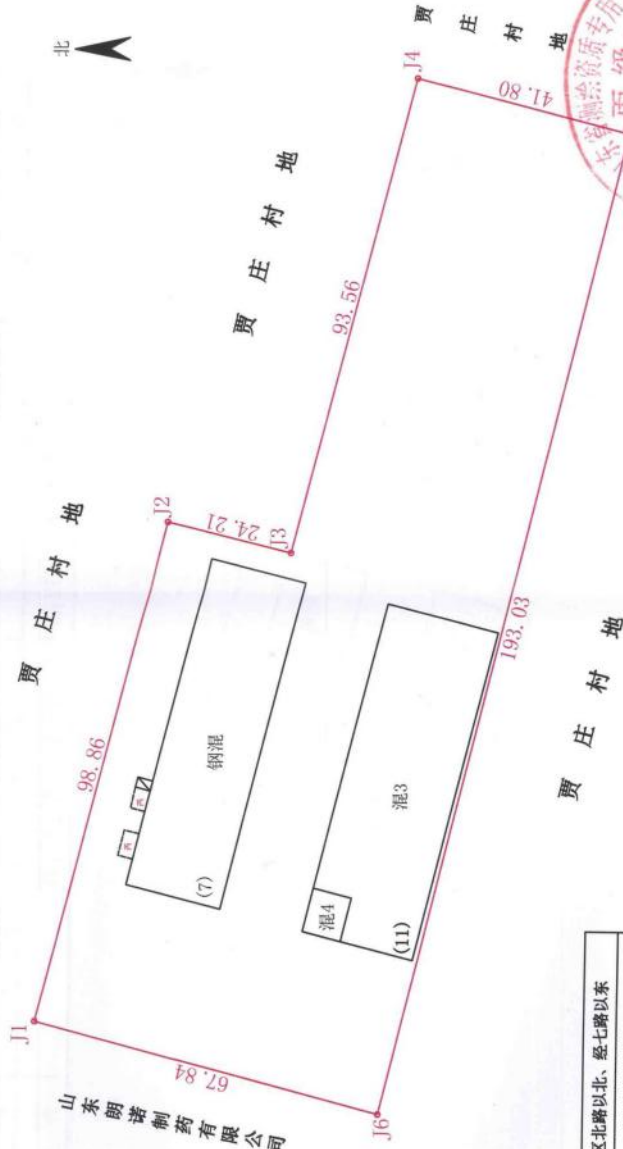 北
贾庄村地
贾庄村地
贾庄村地
贾庄村地
J1
98.86
J2
24.21
J3
93.56
J4
41.80
193.03
J6
67.84
山东朗诺制药有限公司
钢混
(7)
混4
混3
(11)
区北路以北、经七路以东